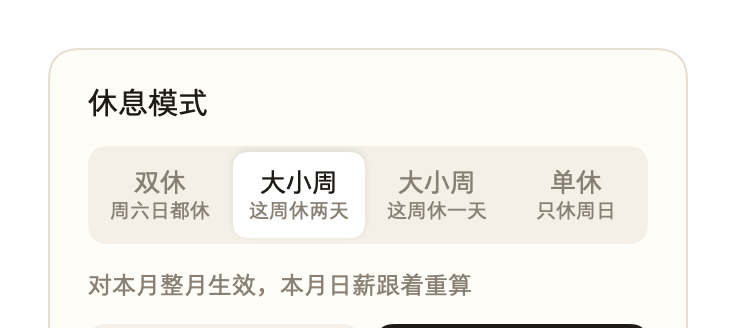 休息模式
双休 大小周 大小周 单休
周六日都休 这周休两天 这周休一天 只休周日
对本月整月生效，本月日薪跟着重算